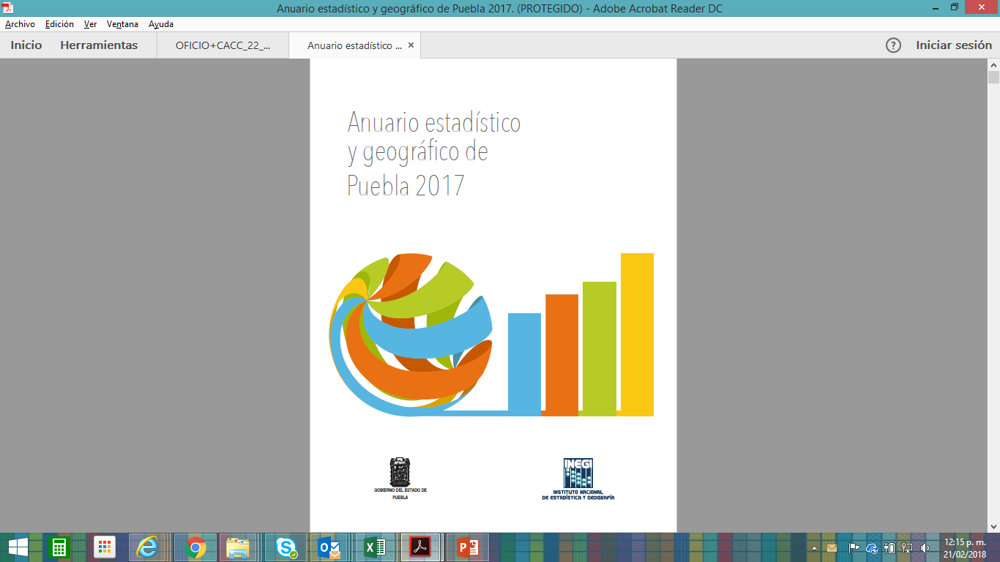 Anuario estadístico y geográfico de Puebla 2017. (PROTEGIDO) - Adobe Acrobat Reader DC
Archivo Edición Ver Ventana Ayuda
Inicio Herramientas OFICIO+CACC_22_... Anuario estadístico ... × ? Iniciar sesión
Anuario estadístico
y geográfico de
Puebla 2017
GOBIERNO DEL ESTADO DE
PUEBLA
INEGI
INSTITUTO NACIONAL
DE ESTADÍSTICA Y GEOGRAFÍA
12:15 p. m.
21/02/2018